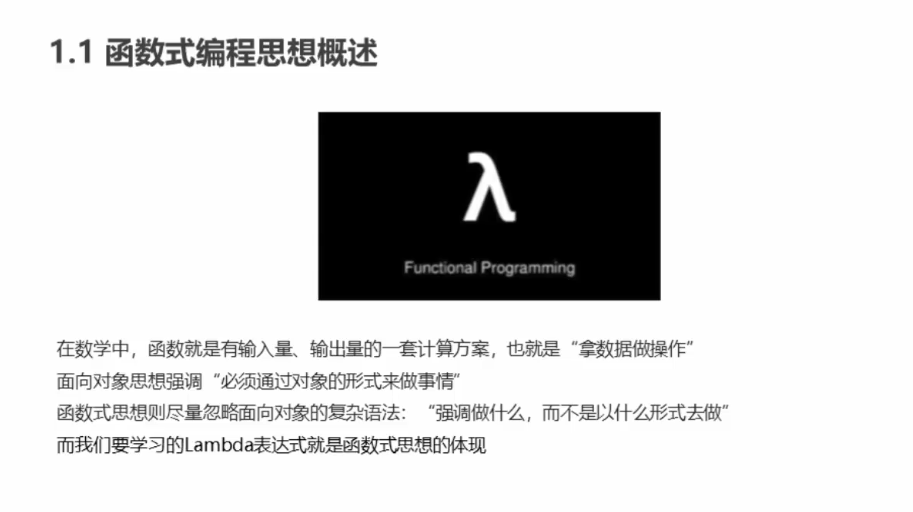 1.1 函数式编程思想概述
λ
Functional Programming
在数学中，函数就是有输入量、输出量的一套计算方案，也就是“拿数据做操作”
面向对象思想强调“必须通过对象的形式来做事情”
函数式思想则尽量忽略面向对象的复杂语法：“强调做什么，而不是以什么形式去做”
而我们要学习的Lambda表达式就是函数式思想的体现